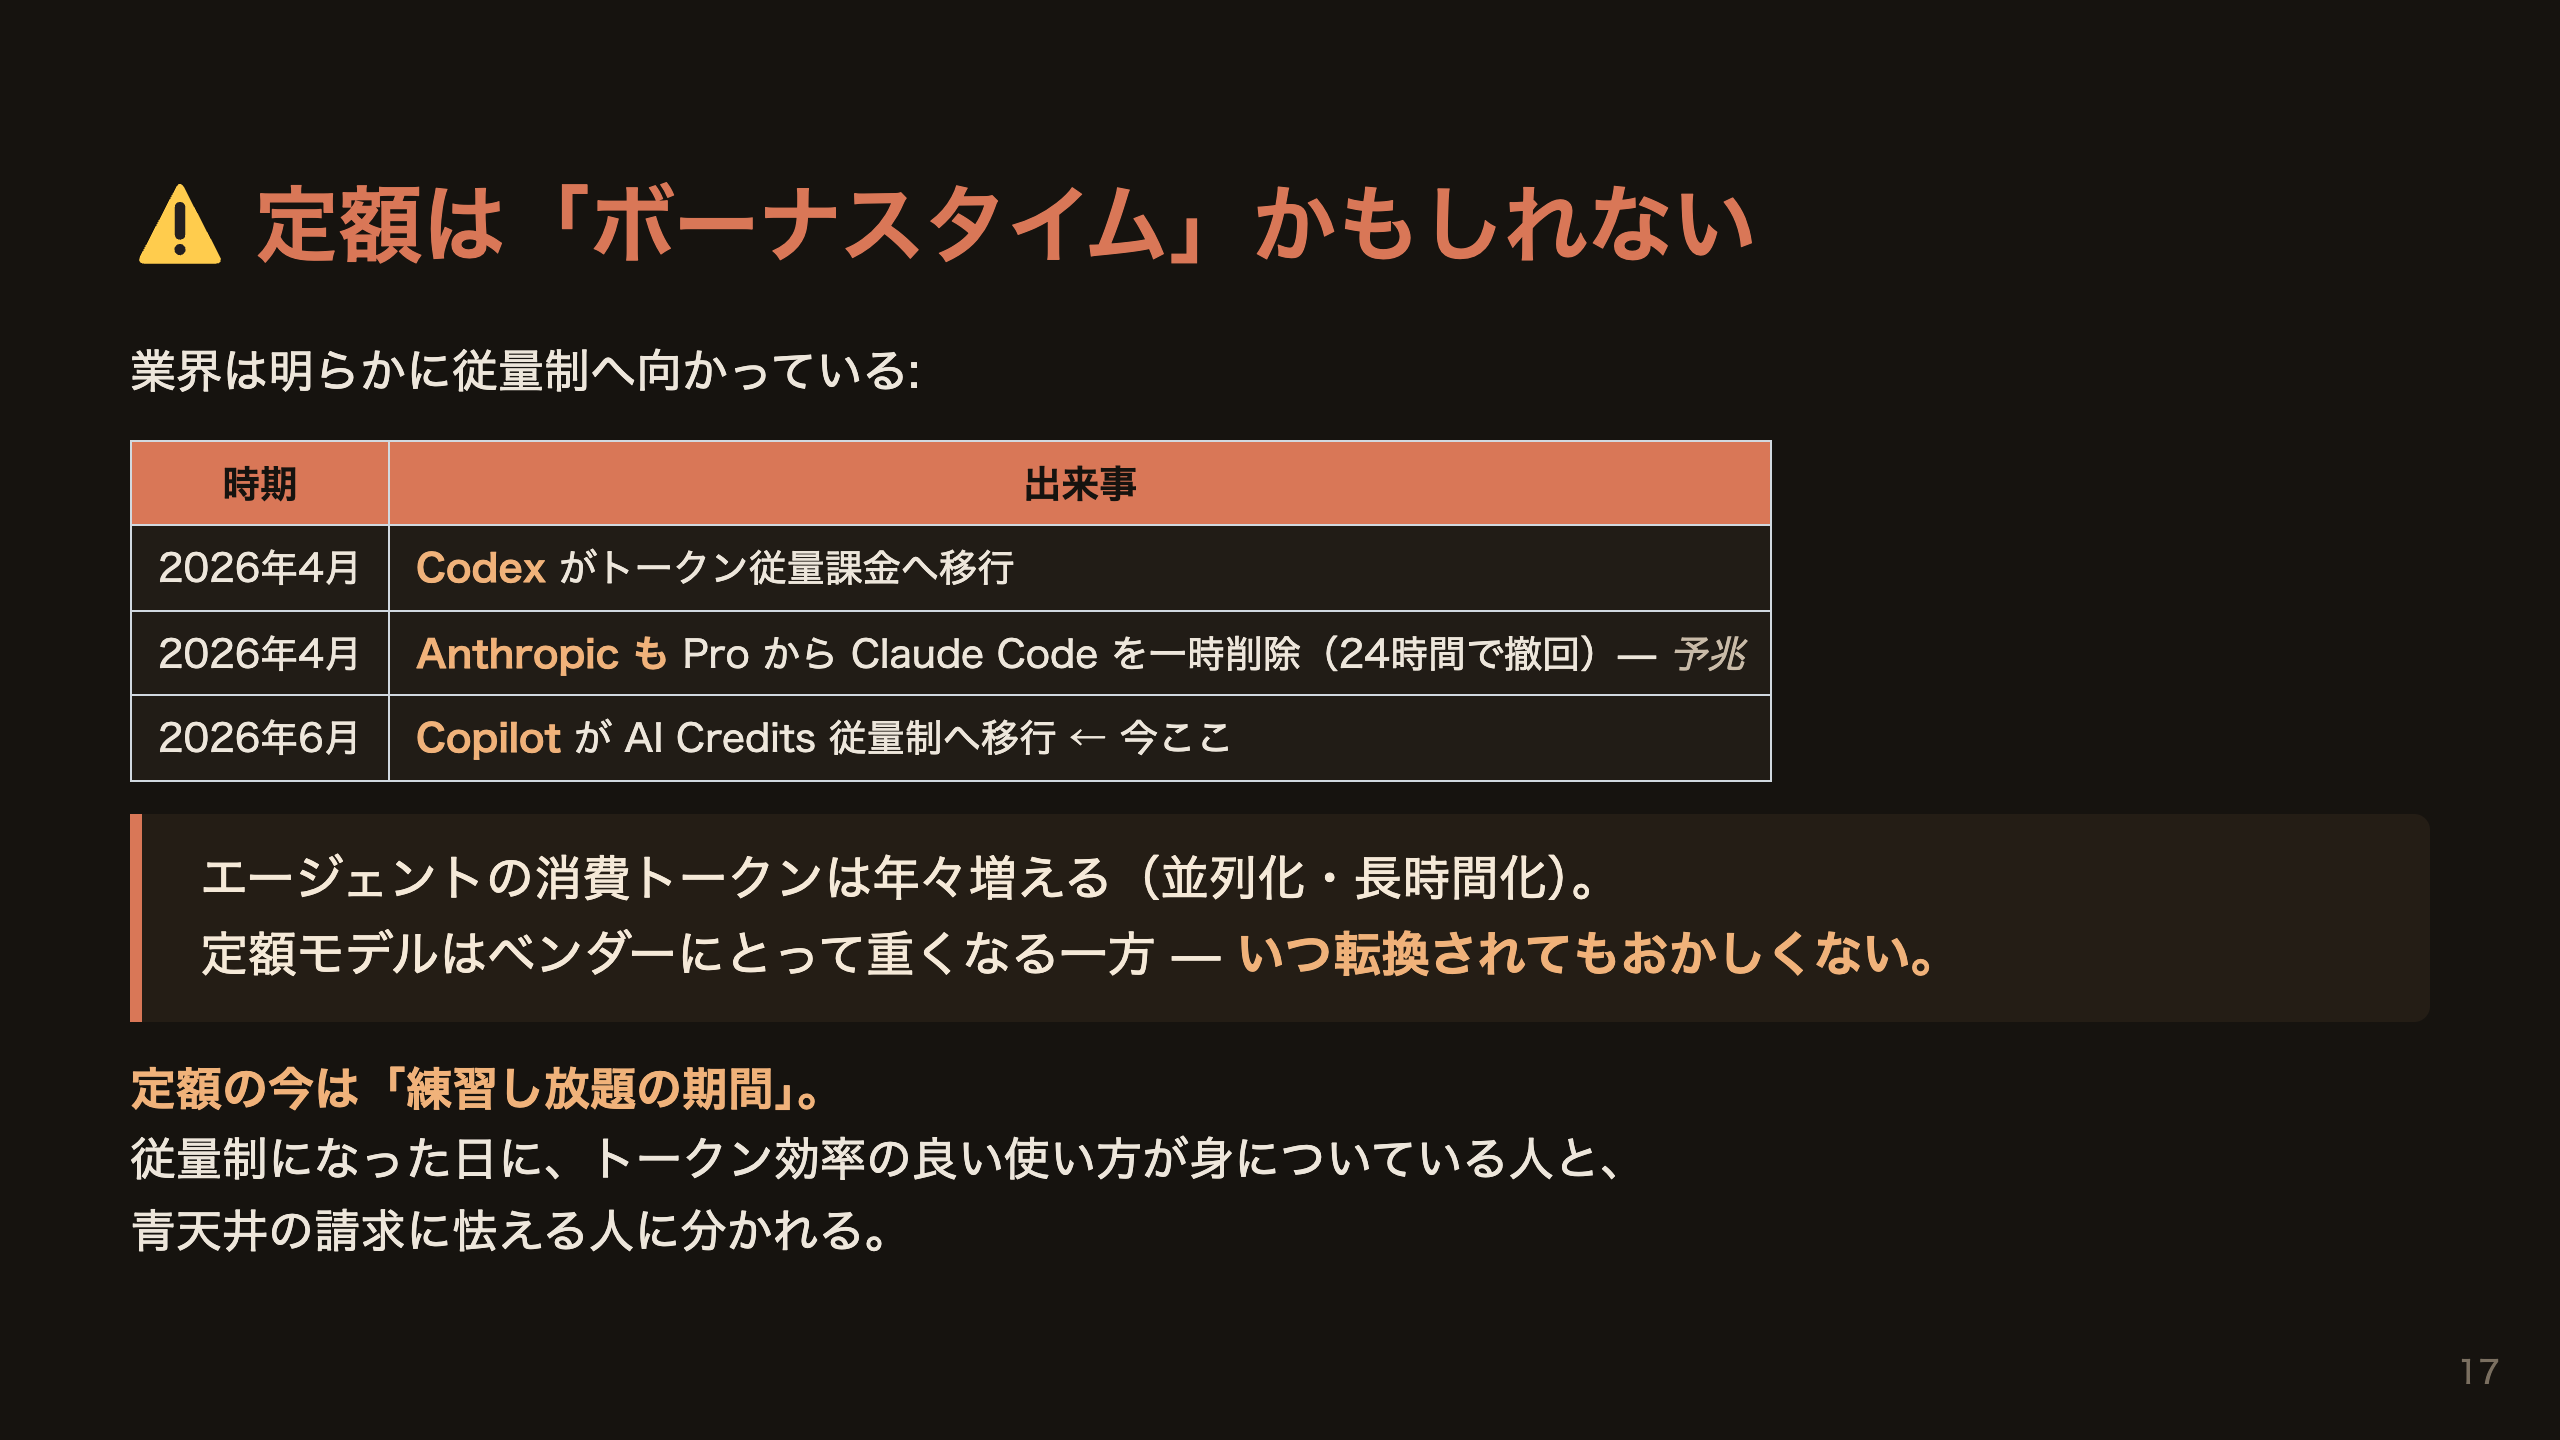 ⚠️ 定額は「ボーナスタイム」かもしれない
業界は明らかに従量制へ向かっている:
時期 出来事
2026年4月 Codex がトークン従量課金へ移行
2026年4月 Anthropic も Pro から Claude Code を一時削除（24時間で撤回）— 予兆
2026年6月 Copilot が AI Credits 従量制へ移行 ← 今ここ
エージェントの消費トークンは年々増える（並列化・長時間化）。
定額モデルはベンダーにとって重くなる一方 — いつ転換されてもおかしくない。
定額の今は「練習し放題の期間」。
従量制になった日に、トークン効率の良い使い方が身についている人と、
青天井の請求に怯える人に分かれる。
17